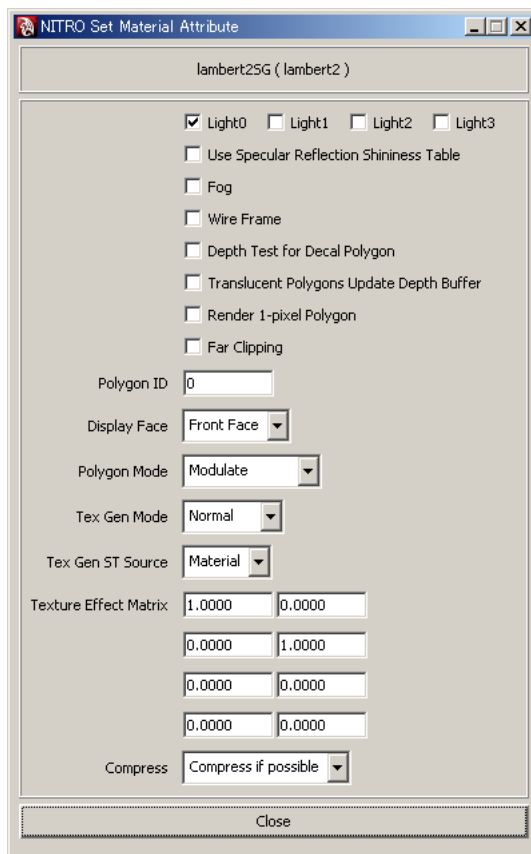 NITRO Set Material Attribute
lambert2SG ( lambert2 )
Light0 Light1 Light2 Light3
Use Specular Reflection Shininess Table
Fog
Wire Frame
Depth Test for Decal Polygon
Translucent Polygons Update Depth Buffer
Render 1-pixel Polygon
Far Clipping
Polygon ID 0
Display Face Front Face
Polygon Mode Modulate
Tex Gen Mode Normal
Tex Gen ST Source Material
Texture Effect Matrix 1.0000 0.0000
0.0000 1.0000
0.0000 0.0000
0.0000 0.0000
Compress Compress if possible
Close